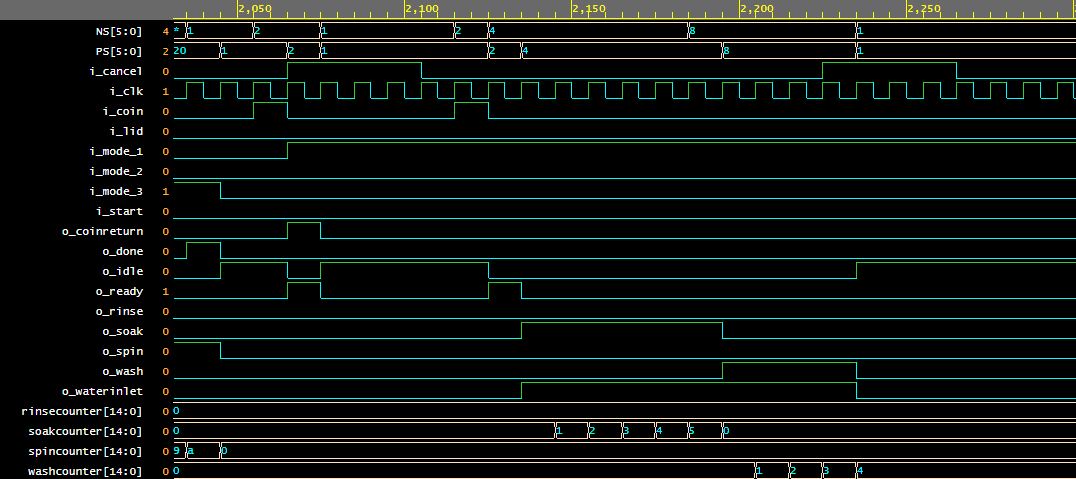 2,050 2,100 2,150 2,200 2,250
NS[5:0] 4 * 1 2 1 2 4 8 1
PS[5:0] 2 20 1 2 1 2 4 8 1
i_cancel 0
i_clk 1
i_coin 0
i_lid 0
i_mode_1 0
i_mode_2 0
i_mode_3 1
i_start 0
o_coinreturn 0
o_done 0
o_idle 0
o_ready 1
o_rinse 0
o_soak 0
o_spin 0
o_wash 0
o_waterinlet 0
rinsecounter[14:0] 0 0
soakcounter[14:0] 0 0 1 2 3 4 5 0
spincounter[14:0] 0 9 a 0
washcounter[14:0] 0 0 1 2 3 4